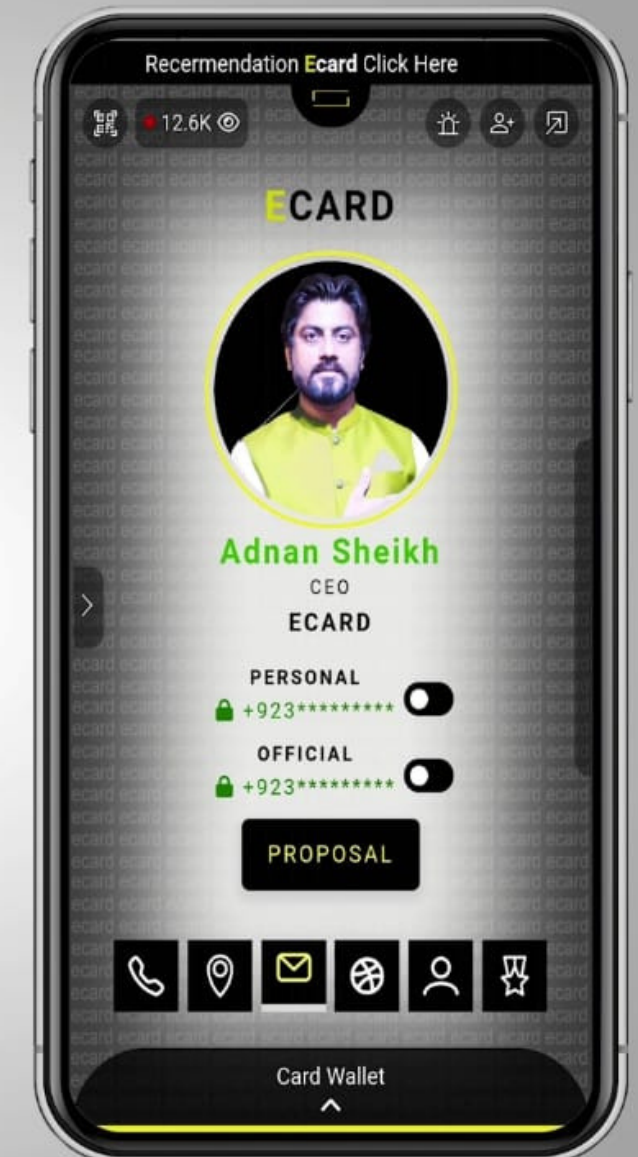 Recermendation Ecard Click Here
12.6K
ECARD
Adnan Sheikh
CEO
ECARD
PERSONAL
+923*********
OFFICIAL
+923*********
PROPOSAL
Card Wallet